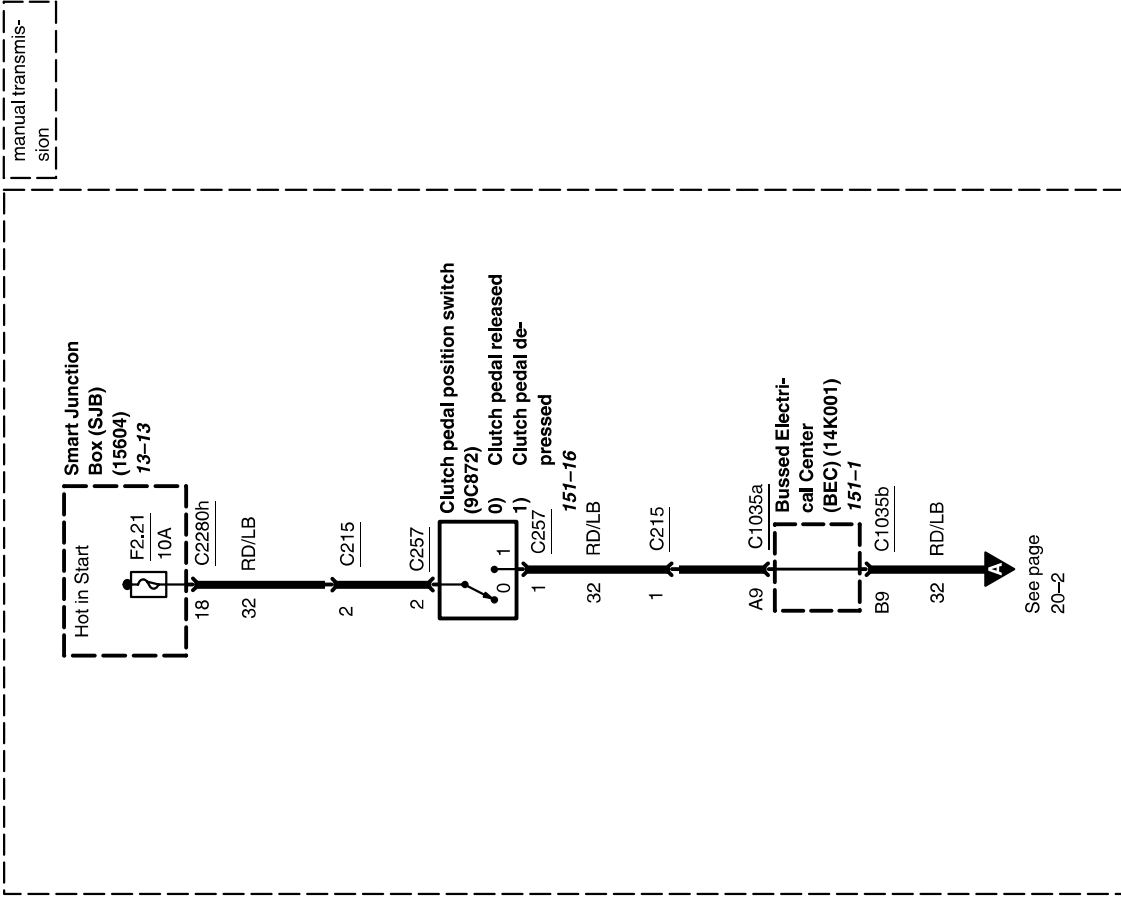 manual transmis-
sion
Smart Junction
Box (SJB)
(15604)
13–13
Hot in Start
F2.21
10A
18
C2280h
32
RD/LB
2
C215
2
C257
Clutch pedal position switch
(9C872)
0) Clutch pedal released
1) Clutch pedal de-
pressed
151–16
0
1
1
C257
32
RD/LB
1
C215
A9
C1035a
Bussed Electri-
cal Center
(BEC) (14K001)
151–1
B9
C1035b
32
RD/LB
A
See page
20–2